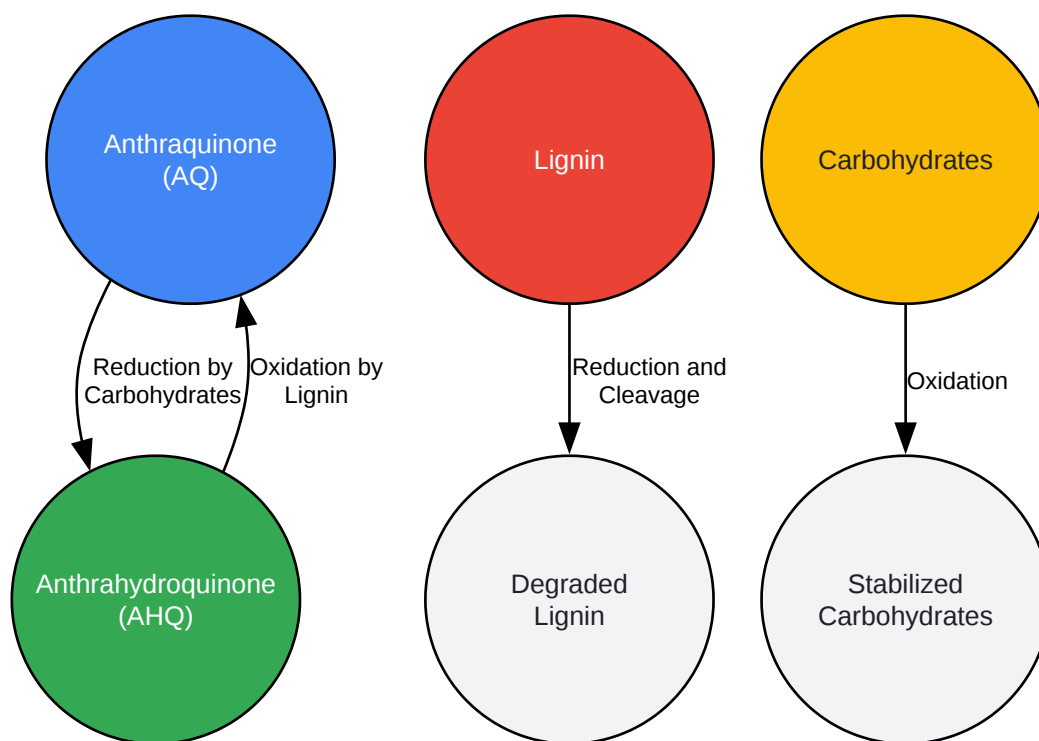 Anthraquinone
(AQ)
Lignin
Carbohydrates
Reduction by
Carbohydrates
Oxidation by
Lignin
Reduction and
Cleavage
Oxidation
Anthrahydroquinone
(AHQ)
Degraded
Lignin
Stabilized
Carbohydrates